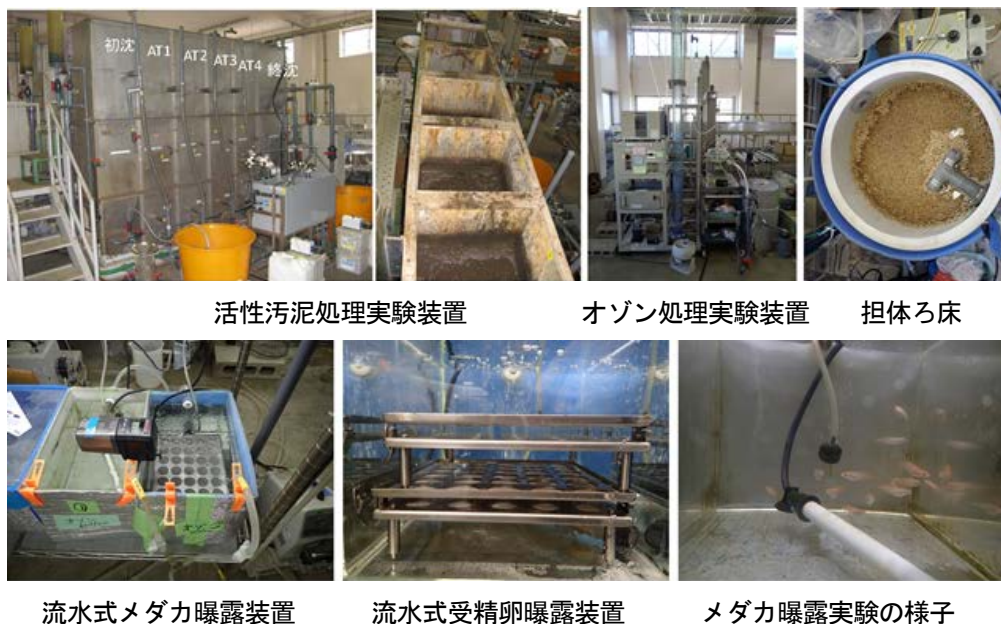 初沈 AT1 AT2 AT3 AT4 終沈
活性汚泥処理実験装置
オゾン処理実験装置
担体ろ床
流水式メダカ曝露装置
流水式受精卵曝露装置
メダカ曝露実験の様子